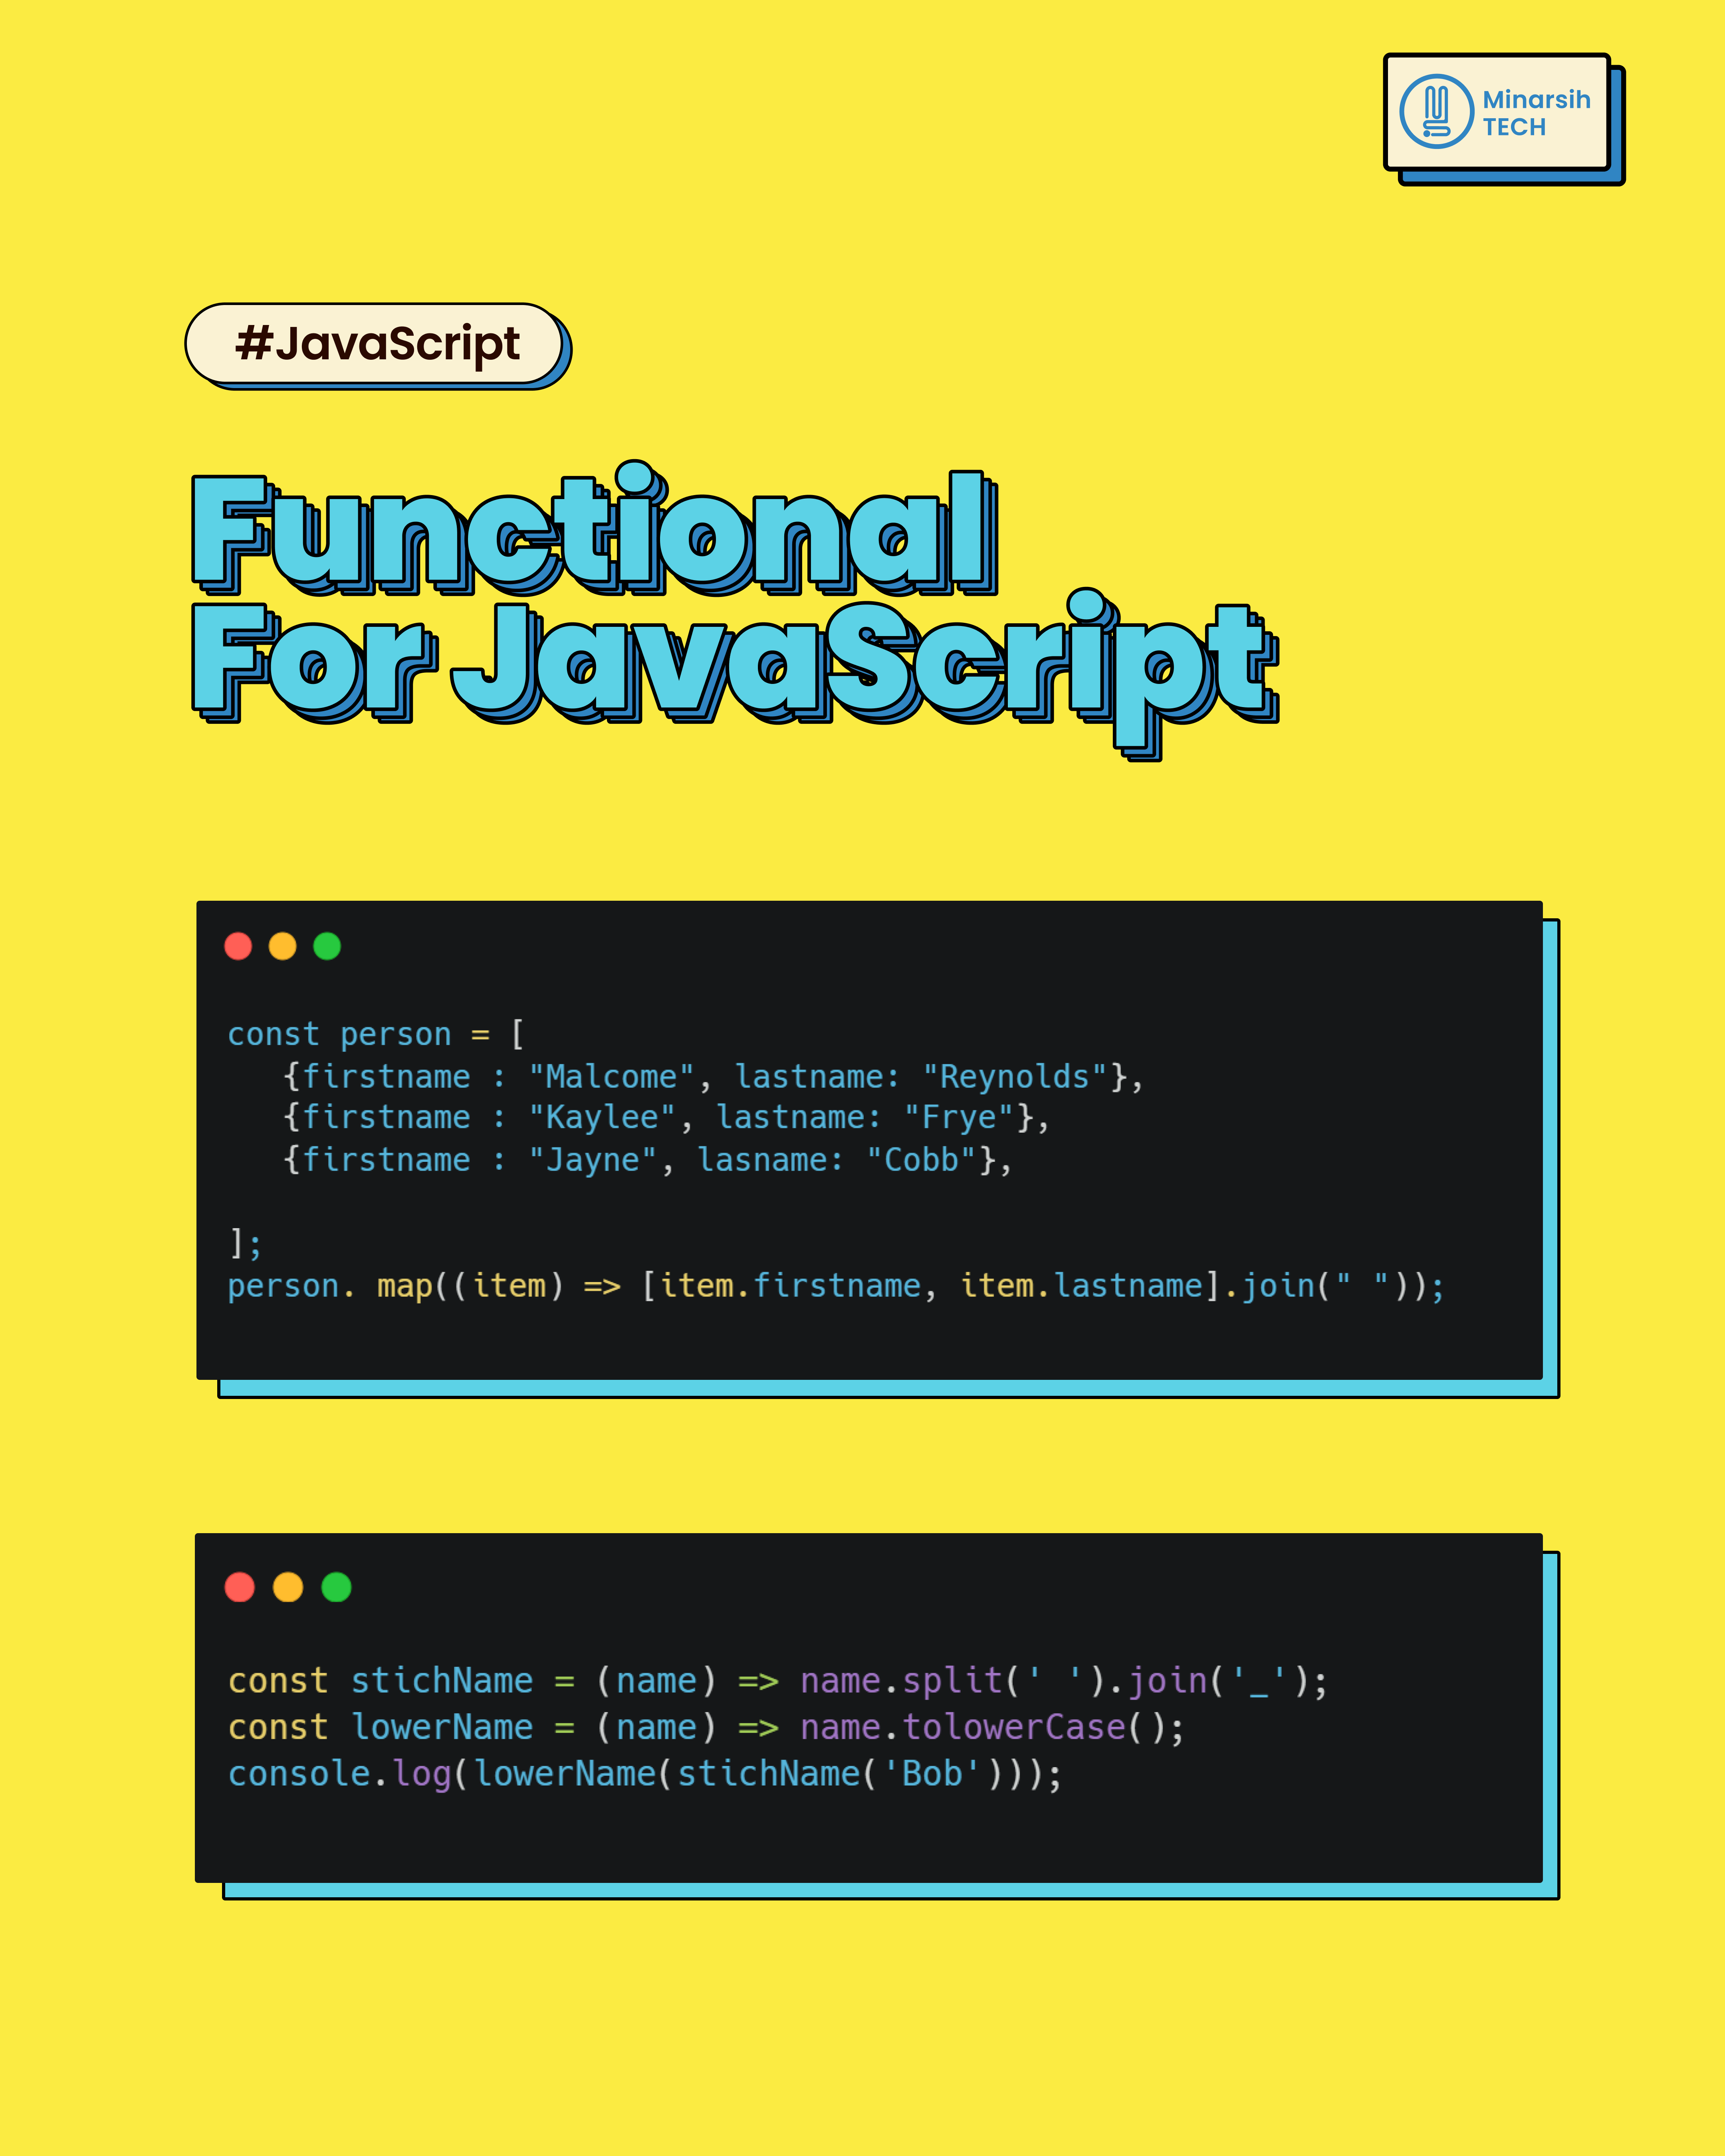 Minarsih
TECH
#JavaScript
Functional
For JavaScript
const person = [
{firstname : "Malcome", lastname: "Reynolds"},
{firstname : "Kaylee", lastname: "Frye"},
{firstname : "Jayne", lasname: "Cobb"},
];
person. map((item) => [item.firstname, item.lastname].join(" "));
const stichName = (name) => name.split(' ').join('_');
const lowerName = (name) => name.tolowerCase();
console.log(lowerName(stichName('Bob')));